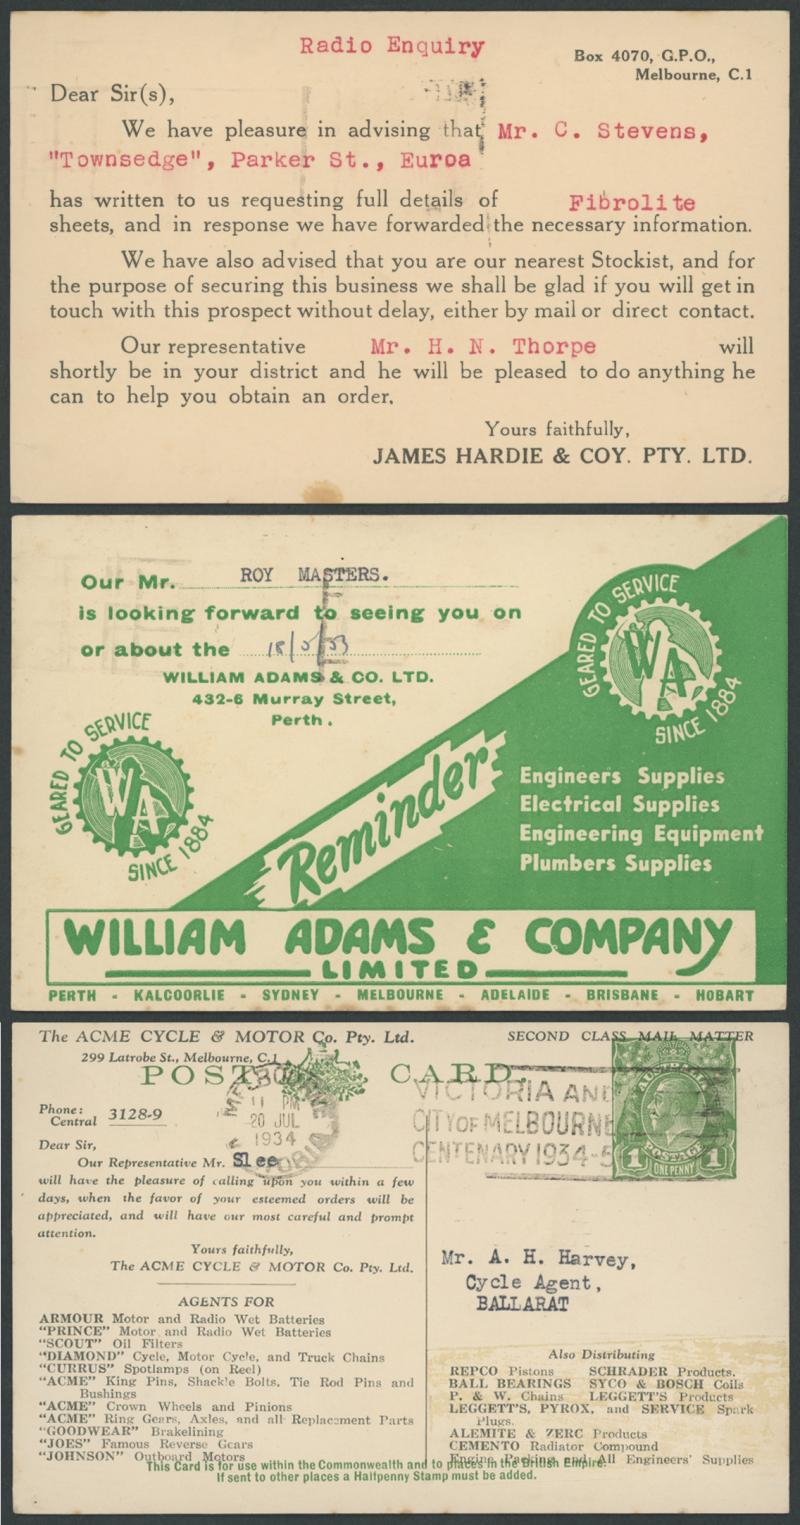 Radio Enquiry
Box 4070, G.P.O.,
Melbourne, C.1
Dear Sir(s),
We have pleasure in advising that Mr. C. Stevens,
"Townsedge", Parker St., Euroa
has written to us requesting full details of Fibrolite
sheets, and in response we have forwarded the necessary information.
We have also advised that you are our nearest Stockist, and for
the purpose of securing this business we shall be glad if you will get in
touch with this prospect without delay, either by mail or direct contact.
Our representative Mr. H. N. Thorpe will
shortly be in your district and he will be pleased to do anything he
can to help you obtain an order.
Yours faithfully,
JAMES HARDIE & COY. PTY. LTD.
Our Mr. ROY MASTERS.
is looking forward to seeing you on
or about the 18/5/53
WILLIAM ADAMS & CO. LTD.
432-6 Murray Street,
Perth.
GEARED TO SERVICE
WA
SINCE 1884
GEARED TO SERVICE
WA
SINCE 1884
Reminder
Engineers Supplies
Electrical Supplies
Engineering Equipment
Plumbers Supplies
WILLIAM ADAMS & COMPANY
LIMITED
PERTH - KALGOORLIE - SYDNEY - MELBOURNE - ADELAIDE - BRISBANE - HOBART
The ACME CYCLE & MOTOR Co. Pty. Ltd.
299 Latrobe St., Melbourne, C.1
SECOND CLASS MAIL MATTER
POST CARD.
11 PM
20 JUL
1934
VICTORIA AND
CITY OF MELBOURNE
CENTENARY 1934-5
POSTAGE
1 1
ONE PENNY
Phone:
Central 3128-9
Dear Sir,
Our Representative Mr. Slee
will have the pleasure of calling upon you within a few
days, when the favor of your esteemed orders will be
appreciated, and will have our most careful and prompt
attention.
Yours faithfully,
The ACME CYCLE & MOTOR Co. Pty. Ltd.
Mr. A. H. Harvey,
Cycle Agent,
BALLARAT
AGENTS FOR
ARMOUR Motor and Radio Wet Batteries
"PRINCE" Motor and Radio Wet Batteries
"SCOUT" Oil Filters
"DIAMOND" Cycle, Motor Cycle, and Truck Chains
"CURRUS" Spotlamps (on Reel)
"ACME" King Pins, Shackle Bolts, Tie Rod Pins and
Bushings
"ACME" Crown Wheels and Pinions
"ACME" Ring Gears, Axles, and all Replacement Parts
"GOODWEAR" Brakelining
"JOES" Famous Reverse Gears
"JOHNSON" Outboard Motors
Also Distributing
REPCO Pistons SCHRADER Products.
BALL BEARINGS SYCO & BOSCH Coils
P. & W. Chains LEGGETT'S Products
LEGGETT'S, PYROX, and SERVICE Spark
Plugs.
ALEMITE & ZERC Products
CEMENTO Radiator Compound
Engine Packing and All Engineers' Supplies
This Card is for use within the Commonwealth and to places in the British Empire.
If sent to other places a Halfpenny Stamp must be added.